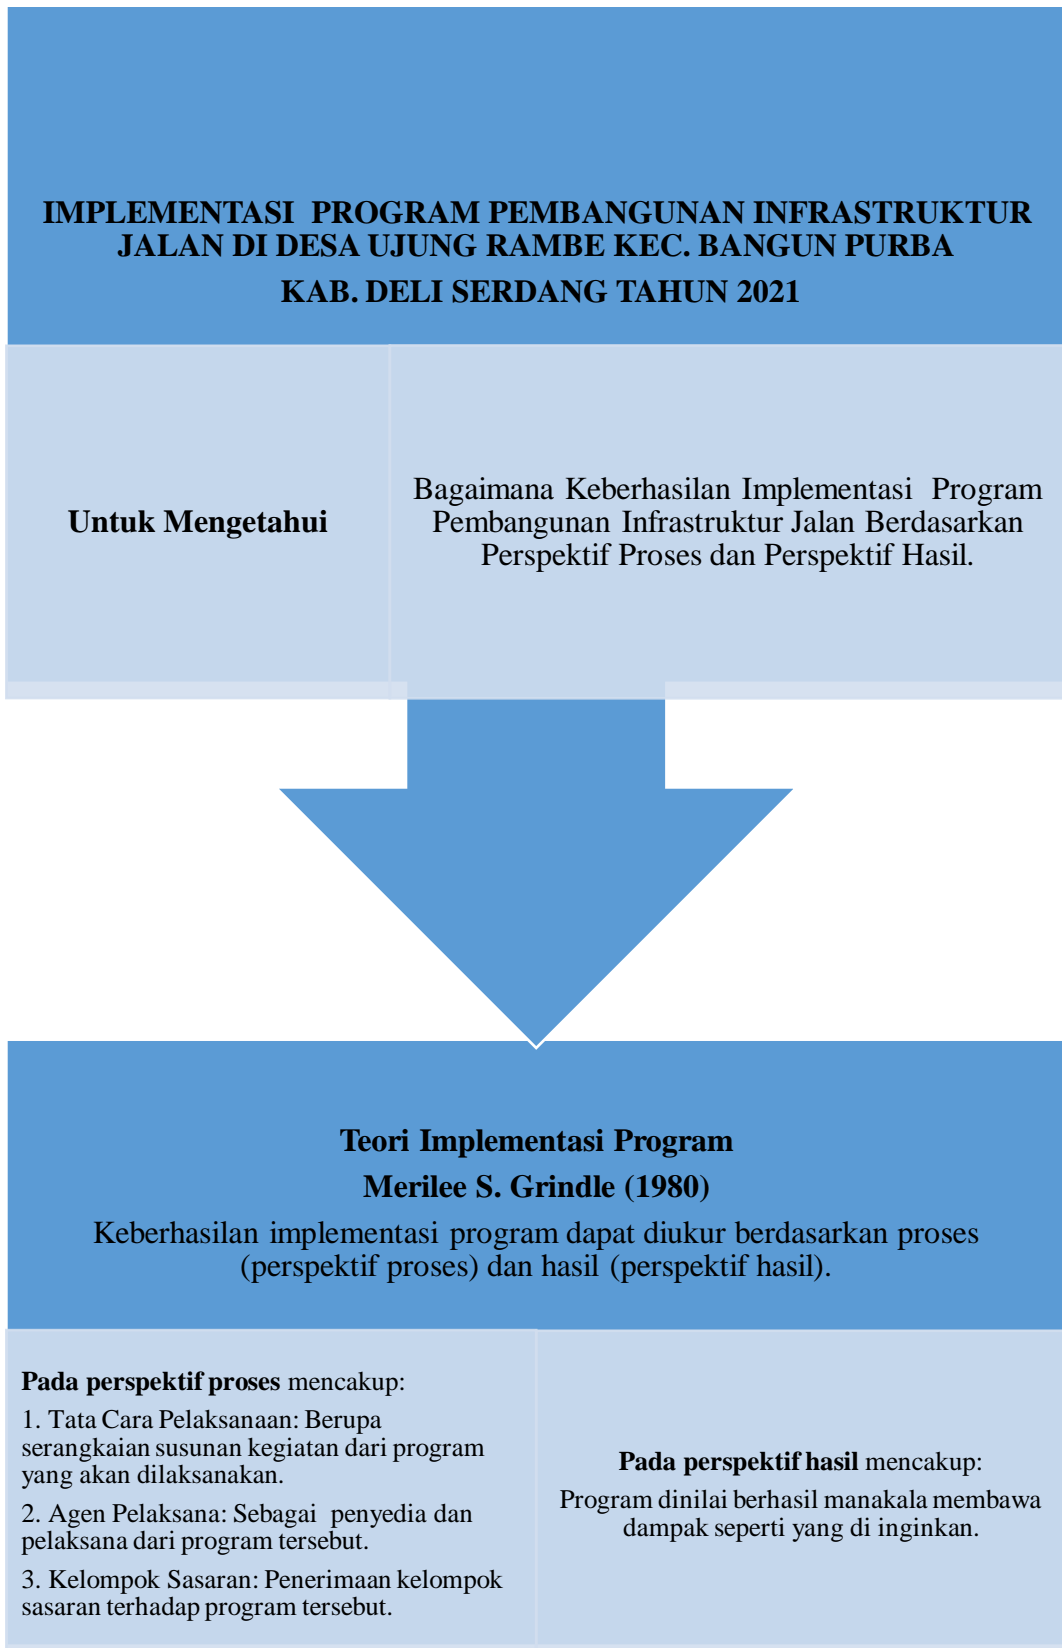 IMPLEMENTASI PROGRAM PEMBANGUNAN INFRASTRUKTUR
JALAN DI DESA UJUNG RAMBE KEC. BANGUN PURBA
KAB. DELI SERDANG TAHUN 2021
Untuk Mengetahui
Bagaimana Keberhasilan Implementasi Program
Pembangunan Infrastruktur Jalan Berdasarkan
Perspektif Proses dan Perspektif Hasil.
Teori Implementasi Program
Merilee S. Grindle (1980)
Keberhasilan implementasi program dapat diukur berdasarkan proses
(perspektif proses) dan hasil (perspektif hasil).
Pada perspektif proses mencakup:
1. Tata Cara Pelaksanaan: Berupa
serangkaian susunan kegiatan dari program
yang akan dilaksanakan.
2. Agen Pelaksana: Sebagai penyedia dan
pelaksana dari program tersebut.
3. Kelompok Sasaran: Penerimaan kelompok
sasaran terhadap program tersebut.
Pada perspektif hasil mencakup:
Program dinilai berhasil manakala membawa
dampak seperti yang di inginkan.